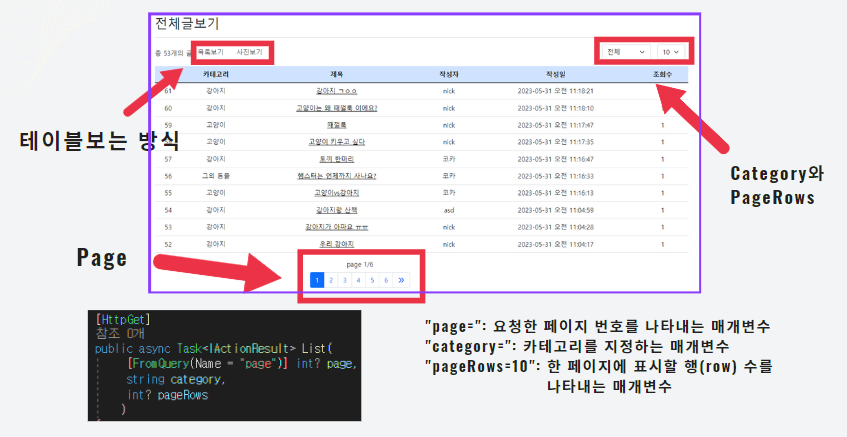 전체글보기
총 53개의 글 목록보기 사진보기 전체 10
카테고리 제목 작성자 작성일 조회수
61 강아지 강아지 ㄱㅇㅇ nick 2023-05-31 오전 11:18:21
60 강아지 고양이는 왜 때멀룩 이에요? nick 2023-05-31 오전 11:18:10
59 고양이 때멀룩 nick 2023-05-31 오전 11:17:47 1
58 고양이 고양이 키우고 싶다 nick 2023-05-31 오전 11:17:35 1
57 강아지 토끼 한마리 코카 2023-05-31 오전 11:16:47 1
56 그외 동물 햄스터는 언제까지 사나요? 코카 2023-05-31 오전 11:16:33 1
55 고양이 고양이vs강아지 코카 2023-05-31 오전 11:16:13 1
54 강아지 강아지랑 산책 asd 2023-05-31 오전 11:04:59 1
53 강아지 강아지가 아파요 ㅠㅠ nick 2023-05-31 오전 11:04:28 1
52 강아지 우리 강아지 nick 2023-05-31 오전 11:04:17 1
page 1/6
1 2 3 4 5 6 »
테이블보는 방식
Category와
PageRows
Page
[HttpGet]
참조 0개
public async Task<IActionResult> List(
[FromQuery(Name = "page")] int? page,
string category,
int? pageRows
)
"page=": 요청한 페이지 번호를 나타내는 매개변수
"category=": 카테고리를 지정하는 매개변수
"pageRows=10": 한 페이지에 표시할 행(row) 수를
나타내는 매개변수